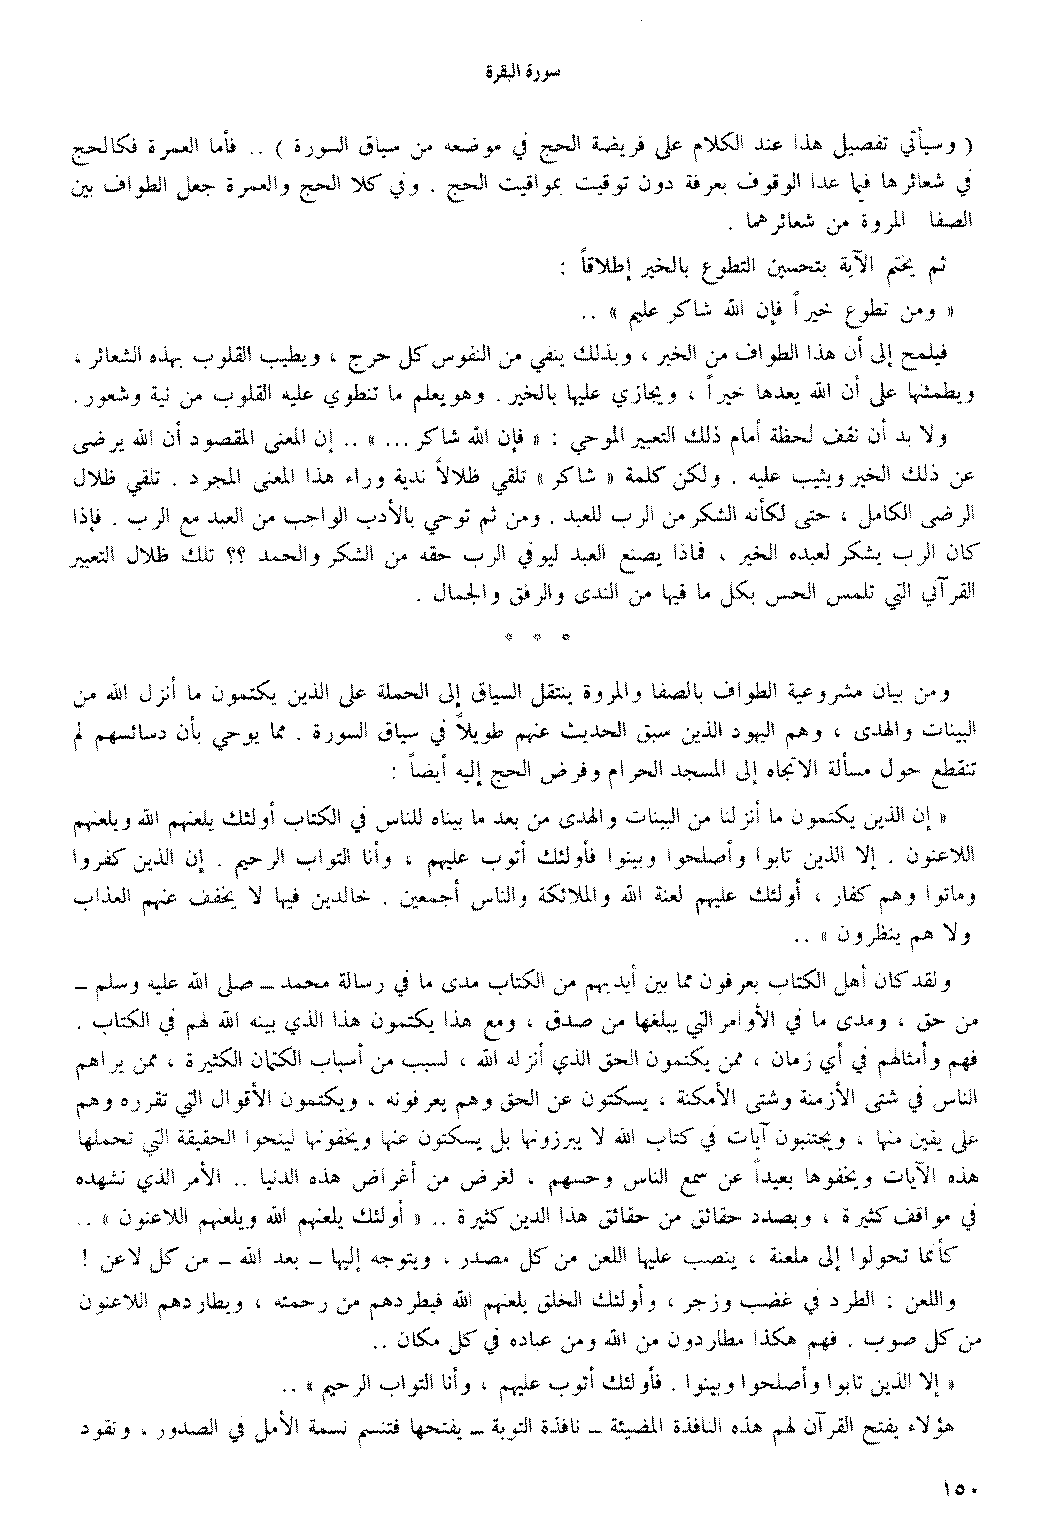 سورة البقرة
( وسيأتي تفصيل هذا عند الكلام على فريضة الحج في موضعه من سياق السورة ) .. فأما العمرة فكالحج
في شعائرها فيما عدا الوقوف بعرفة دون توقيت بمواقيت الحج . وفي كلا الحج والعمرة جعل الطواف بين
الصفا المروة من شعائرهما .
ثم يختم الآية بتحسين التطوع بالخير إطلاقاً :
« ومن تطوع خيراً فإن الله شاكر عليم » ..
فيلمح إلى أن هذا الطواف من الخير ، وبذلك ينفي من النفوس كل حرج ، ويطيب القلوب بهذه الشعائر ،
ويطمئنها على أن الله يعدها خيراً ، ويجازي عليها بالخير . وهو يعلم ما تنطوي عليه القلوب من نية وشعور .
ولا بد أن نقف لحظة أمام ذلك التعبير الموحي : « فإن الله شاكر ... » .. إن المعنى المقصود أن الله يرضى
عن ذلك الخير ويثيب عليه . ولكن كلمة « شاكر » تلقي ظلالاً ندية وراء هذا المعنى المجرد . تلقي ظلال
الرضى الكامل ، حتى لكأنه الشكر من الرب للعبد . ومن ثم توحي بالأدب الواجب من العبد مع الرب . فإذا
كان الرب يشكر لعبده الخير ، فماذا يصنع العبد ليوفي الرب حقه من الشكر والحمد ؟؟ تلك ظلال التعبير
القرآني التي تلمس الحس بكل ما فيها من الندى والرفق والجمال .
* * *
ومن بيان مشروعية الطواف بالصفا والمروة ينتقل السياق إلى الحملة على الذين يكتمون ما أنزل الله من
البينات والهدى ، وهم اليهود الذين سبق الحديث عنهم طويلاً في سياق السورة . مما يوحي بأن دسائسهم لم
تنقطع حول مسألة الاتجاه إلى المسجد الحرام وفرض الحج إليه أيضاً :
« إن الذين يكتمون ما أنزلنا من البينات والهدى من بعد ما بيناه للناس في الكتاب أولئك يلعنهم الله ويلعنهم
اللاعنون . إلا الذين تابوا وأصلحوا وبينوا فأولئك أتوب عليهم ، وأنا التواب الرحيم . إن الذين كفروا
وماتوا وهم كفار ، أولئك عليهم لعنة الله والملائكة والناس أجمعين . خالدين فيها لا يخفف عنهم العذاب
ولا هم ينظرون » ..
ولقد كان أهل الكتاب يعرفون مما بين أيديهم من الكتاب مدى ما في رسالة محمد – صلى الله عليه وسلم –
من حق ، ومدى ما في الأوامر التي يبلغها من صدق ، ومع هذا يكتمون هذا الذي بينه الله لهم في الكتاب .
فهم وأمثالهم في أي زمان ، ممن يكتمون الحق الذي أنزله الله ، لسبب من أسباب الكتمان الكثيرة ، ممن يراهم
الناس في شتى الأزمنة وشتى الأمكنة ، يسكتون عن الحق وهم يعرفونه ، ويكتمون الأقوال التي تقرره وهم
على يقين منها ، ويجتنبون آيات في كتاب الله لا يبرزونها بل يسكتون عنها ويخفونها لينحوا الحقيقة التي تحملها
هذه الآيات ويخفوها بعيداً عن سمع الناس وحسهم ، لغرض من أغراض هذه الدنيا .. الأمر الذي نشهده
في مواقف كثيرة ، وبصدد حقائق من حقائق هذا الدين كثيرة .. « أولئك يلعنهم الله ويلعنهم اللاعنون » ..
كأنما تحولوا إلى ملعنة ، ينصب عليها اللعن من كل مصدر ، ويتوجه إليها – بعد الله – من كل لاعن !
واللعن : الطرد في غضب وزجر ، وأولئك الخلق يلعنهم الله فيطردهم من رحمته ، ويطاردهم اللاعنون
من كل صوب . فهم هكذا مطاردون من الله ومن عباده في كل مكان ..
« إلا الذين تابوا وأصلحوا وبينوا . فأولئك أتوب عليهم ، وأنا التواب الرحيم » ..
هؤلاء يفتح القرآن لهم هذه النافذة المضيئة – نافذة التوبة – يفتحها فتنسم نسمة الأمل في الصدور ، وتقود
١٥٠